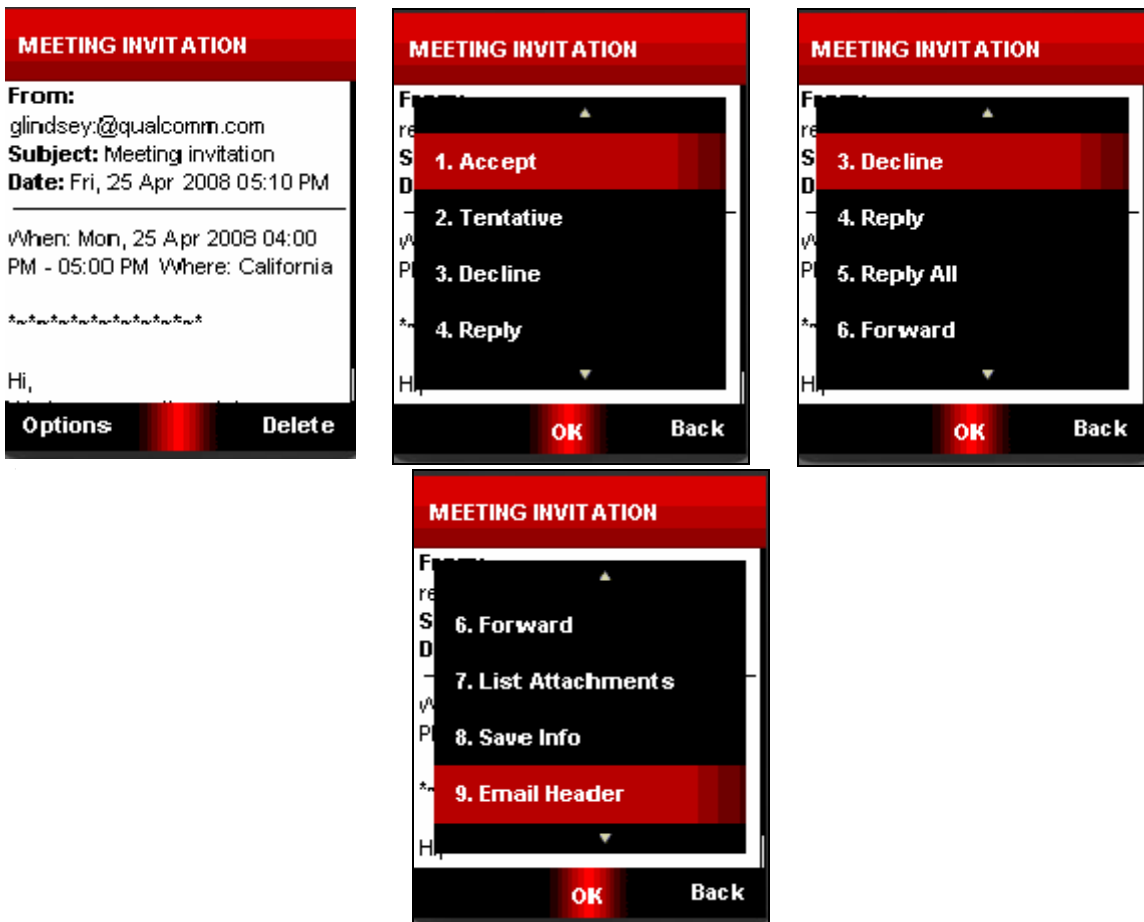 MEETING INVITATION
From:
glindsey:@qualcomm.com
Subject: Meeting invitation
Date: Fri, 25 Apr 2008 05:10 PM
When: Mon, 25 Apr 2008 04:00
PM - 05:00 PM Where: California
*~*~*~*~*~*~*~*~*~*
Hi,
Options Delete
MEETING INVITATION
1. Accept
2. Tentative
3. Decline
4. Reply
OK Back
MEETING INVITATION
3. Decline
4. Reply
5. Reply All
6. Forward
OK Back
MEETING INVITATION
6. Forward
7. List Attachments
8. Save Info
9. Email Header
OK Back